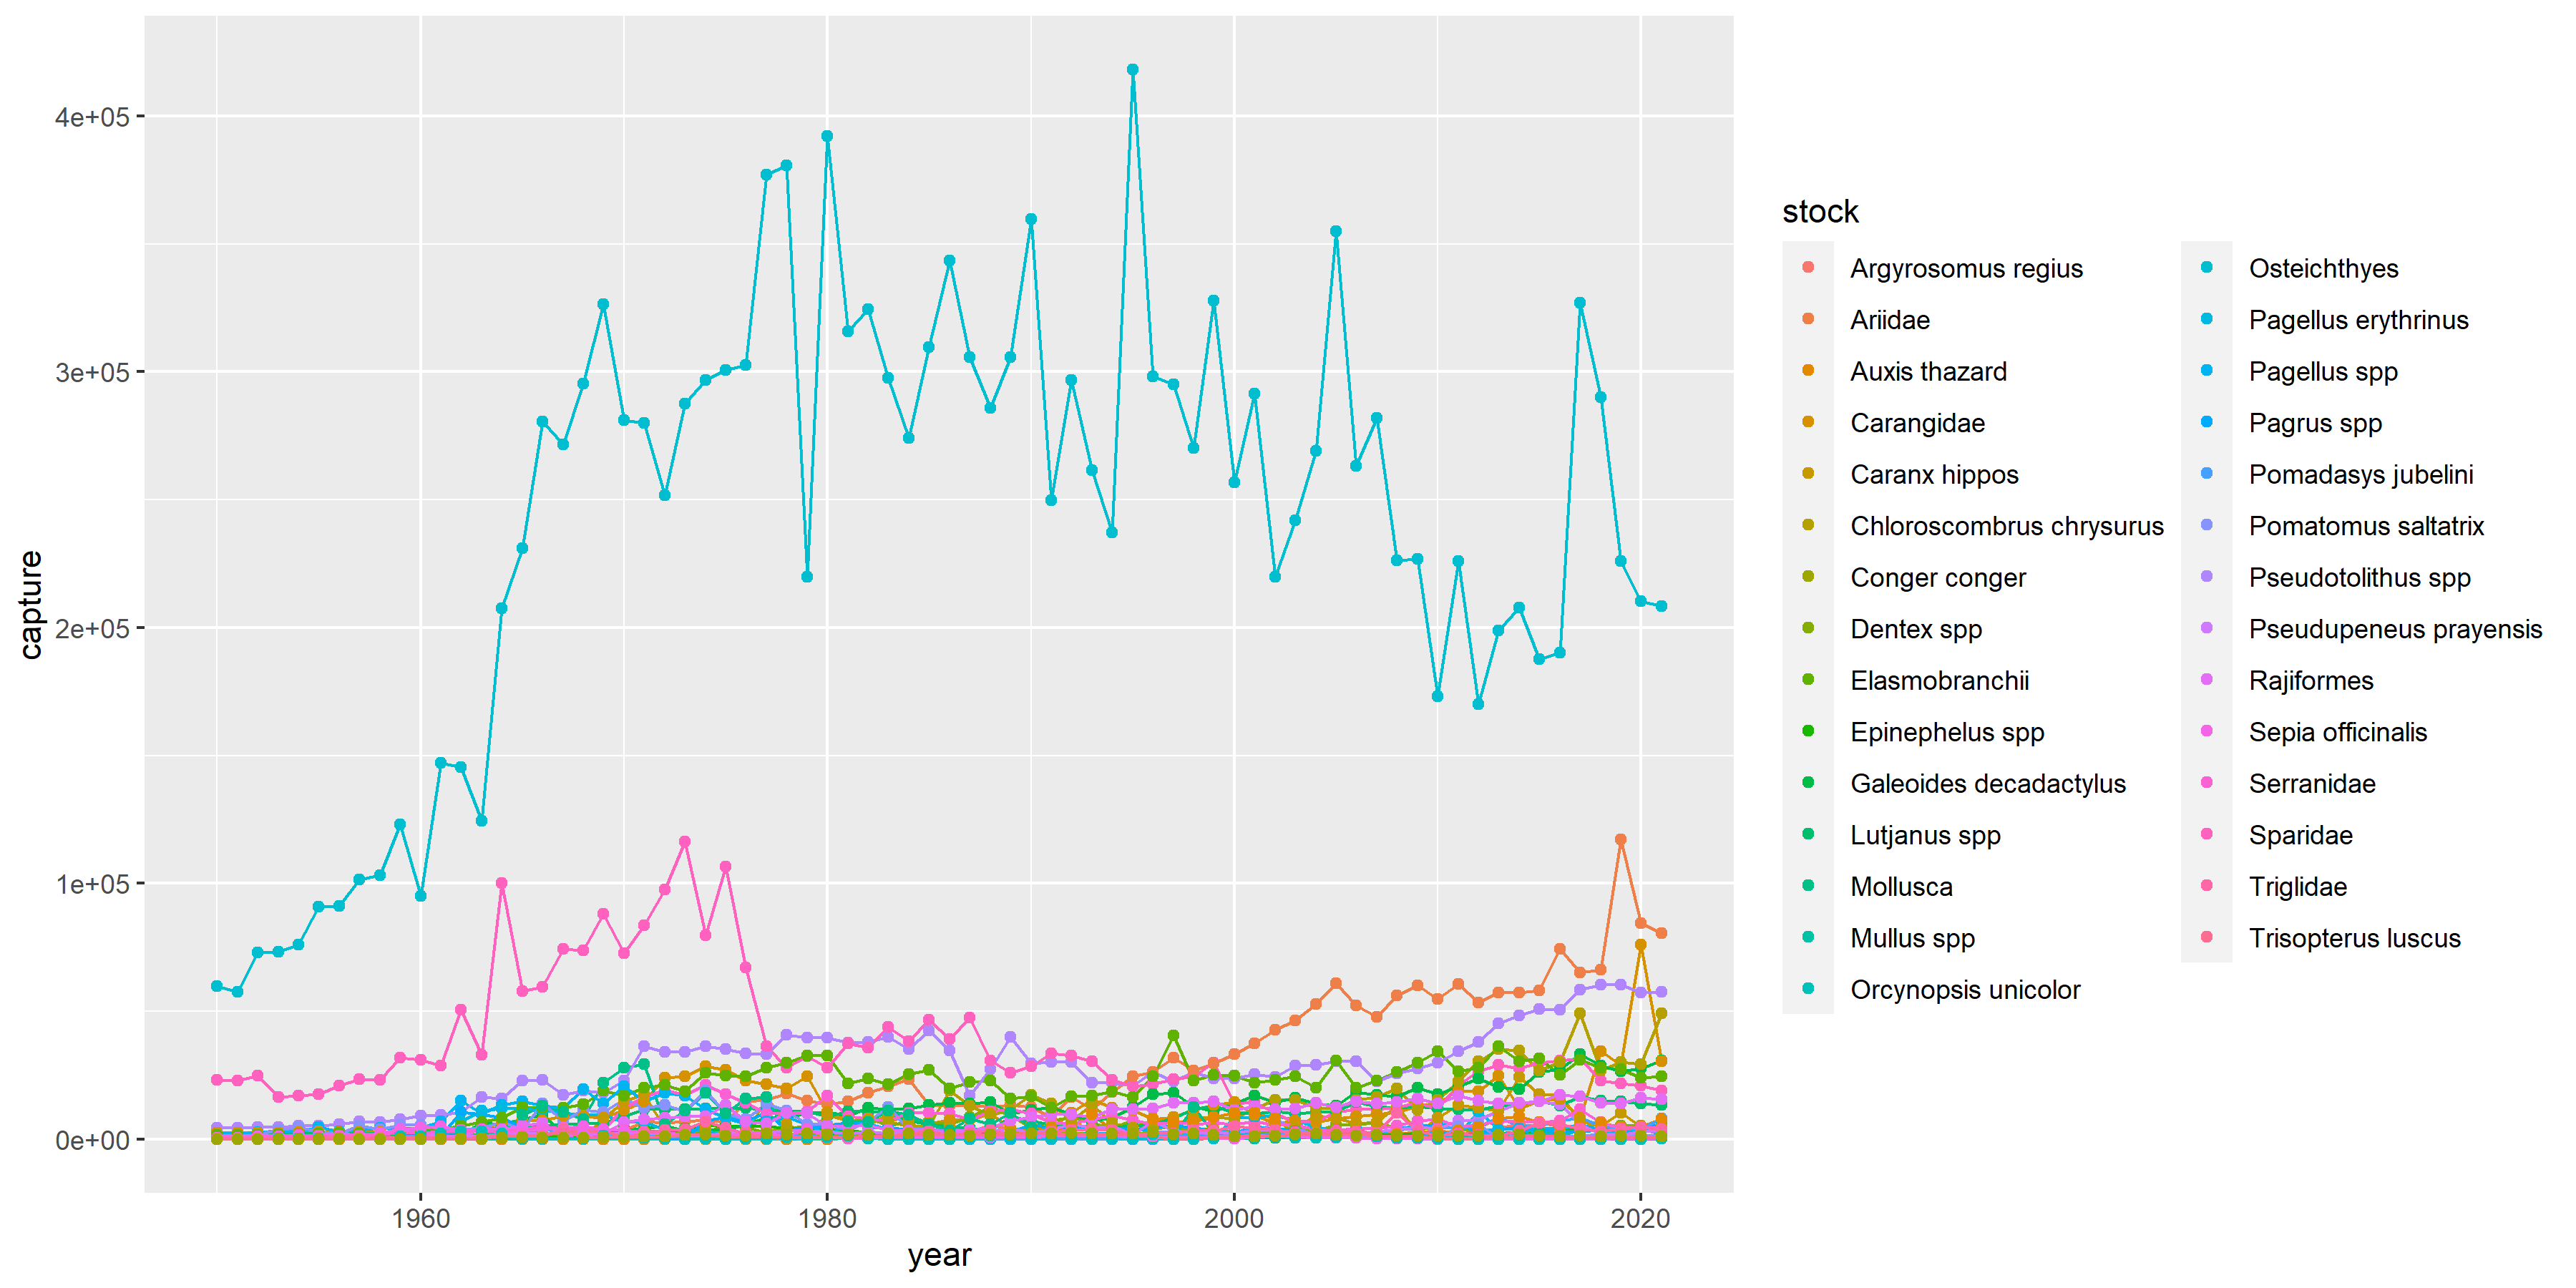 capture
4e+05
3e+05
2e+05
1e+05
0e+00
1960
1980
2000
2020
year
stock
Argyrosomus regius
Ariidae
Auxis thazard
Carangidae
Caranx hippos
Chloroscombrus chrysurus
Conger conger
Dentex spp
Elasmobranchii
Epinephelus spp
Galeoides decadactylus
Lutjanus spp
Mollusca
Mullus spp
Orcynopsis unicolor
Osteichthyes
Pagellus erythrinus
Pagellus spp
Pagrus spp
Pomadasys jubelini
Pomatomus saltatrix
Pseudotolithus spp
Pseudupeneus prayensis
Rajiformes
Sepia officinalis
Serranidae
Sparidae
Triglidae
Trisopterus luscus